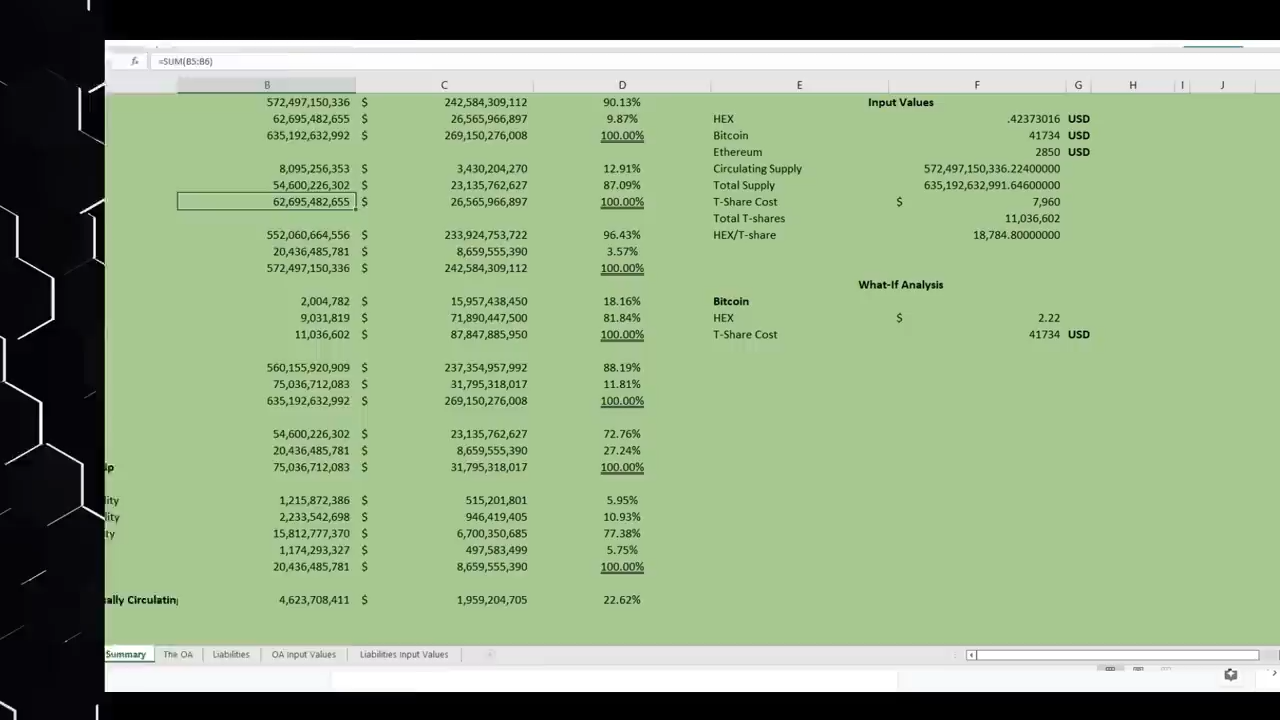 fx =SUM(B5:B6)
B C D E F G H I J
572,497,150,336 $ 242,584,309,112 90.13% Input Values
62,695,482,655 $ 26,565,966,897 9.87% HEX .42373016 USD
635,192,632,992 $ 269,150,276,008 100.00% Bitcoin 41734 USD
Ethereum 2850 USD
8,095,256,353 $ 3,430,204,270 12.91% Circulating Supply 572,497,150,336.22400000
54,600,226,302 $ 23,135,762,627 87.09% Total Supply 635,192,632,991.64600000
62,695,482,655 $ 26,565,966,897 100.00% T-Share Cost $ 7,960
Total T-shares 11,036,602
552,060,664,556 $ 233,924,753,722 96.43% HEX/T-share 18,784.80000000
20,436,485,781 $ 8,659,555,390 3.57%
572,497,150,336 $ 242,584,309,112 100.00%
What-If Analysis
2,004,782 $ 15,957,438,450 18.16% Bitcoin
9,031,819 $ 71,890,447,500 81.84% HEX $ 2.22
11,036,602 $ 87,847,885,950 100.00% T-Share Cost 41734 USD
560,155,920,909 $ 237,354,957,992 88.19%
75,036,712,083 $ 31,795,318,017 11.81%
635,192,632,992 $ 269,150,276,008 100.00%
54,600,226,302 $ 23,135,762,627 72.76%
20,436,485,781 $ 8,659,555,390 27.24%
ip 75,036,712,083 $ 31,795,318,017 100.00%
lity 1,215,872,386 $ 515,201,801 5.95%
lity 2,233,542,698 $ 946,419,405 10.93%
ty 15,812,777,370 $ 6,700,350,685 77.38%
1,174,293,327 $ 497,583,499 5.75%
20,436,485,781 $ 8,659,555,390 100.00%
ally Circulatin 4,623,708,411 $ 1,959,204,705 22.62%
Summary The OA Liabilities OA Input Values Liabilities Input Values